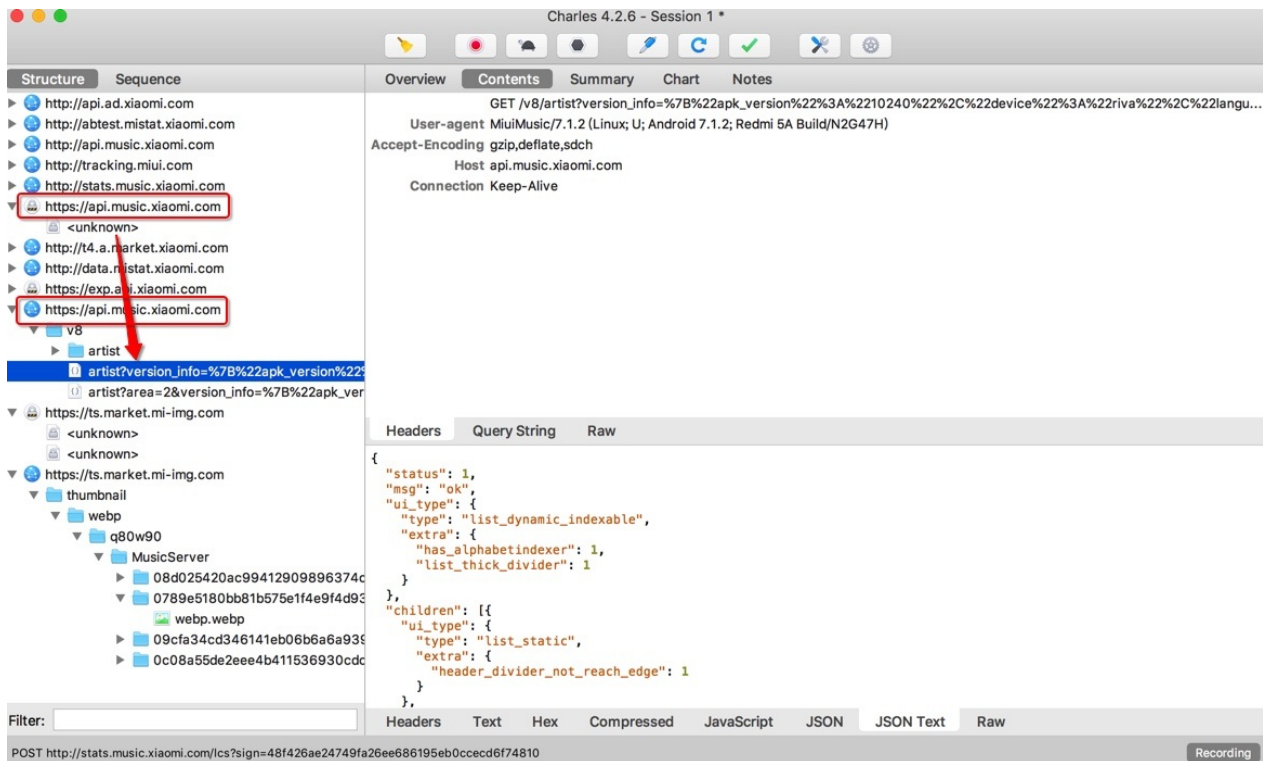 Charles 4.2.6 - Session 1 *
Structure Sequence
http://api.ad.xiaomi.com
http://abtest.mistat.xiaomi.com
http://api.music.xiaomi.com
http://tracking.miui.com
http://stats.music.xiaomi.com
https://api.music.xiaomi.com
<unknown>
http://t4.a.market.xiaomi.com
http://data.mistat.xiaomi.com
https://exp.api.xiaomi.com
https://api.music.xiaomi.com
v8
artist
artist?version_info=%7B%22apk_version%22%
artist?area=2&version_info=%7B%22apk_ver
https://ts.market.mi-img.com
<unknown>
<unknown>
https://ts.market.mi-img.com
thumbnail
webp
q80w90
MusicServer
08d025420ac99412909896374c
0789e5180bb81b575e1f4e9f4d93
webp.webp
09cfa34cd346141eb06b6a6a939
0c08a55de2eee4b411536930cdc
Filter:
Overview Contents Summary Chart Notes
GET /v8/artist?version_info=%7B%22apk_version%22%3A%2210240%22%2C%22device%22%3A%22riva%22%2C%22langu...
User-agent MiuiMusic/7.1.2 (Linux; U; Android 7.1.2; Redmi 5A Build/N2G47H)
Accept-Encoding gzip,deflate,sdch
Host api.music.xiaomi.com
Connection Keep-Alive
Headers Query String Raw
{
"status": 1,
"msg": "ok",
"ui_type": {
"type": "list_dynamic_indexable",
"extra": {
"has_alphabetindexer": 1,
"list_thick_divider": 1
}
},
"children": [{
"ui_type": {
"type": "list_static",
"extra": {
"header_divider_not_reach_edge": 1
}
},
Headers Text Hex Compressed JavaScript JSON JSON Text Raw
POST http://stats.music.xiaomi.com/lcs?sign=48f426ae24749fa26ee686195eb0ccecd6f74810
Recording